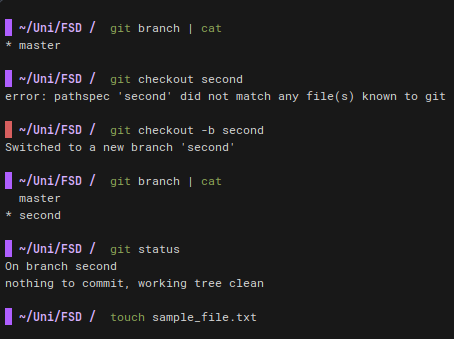 ~/Uni/FSD / git branch | cat
* master
~/Uni/FSD / git checkout second
error: pathspec 'second' did not match any file(s) known to git
~/Uni/FSD / git checkout -b second
Switched to a new branch 'second'
~/Uni/FSD / git branch | cat
master
* second
~/Uni/FSD / git status
On branch second
nothing to commit, working tree clean
~/Uni/FSD / touch sample_file.txt